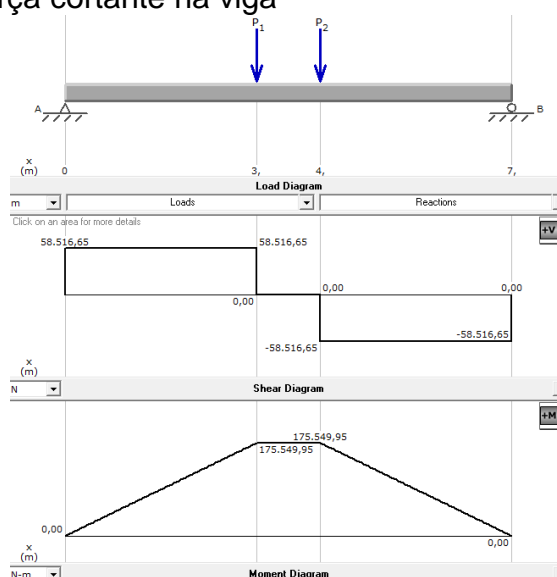 rça cortante na viga
P1 P2
A B
x
(m) 0 3, 4, 7,
Load Diagram
m Loads Reactions
Click on an area for more details
+V
58.516,65 58.516,65
0,00 0,00
0,00
-58.516,65
-58.516,65
x
(m)
N Shear Diagram
+M
175.549,95
175.549,95
0,00
0,00
x
(m)
N-m Moment Diagram